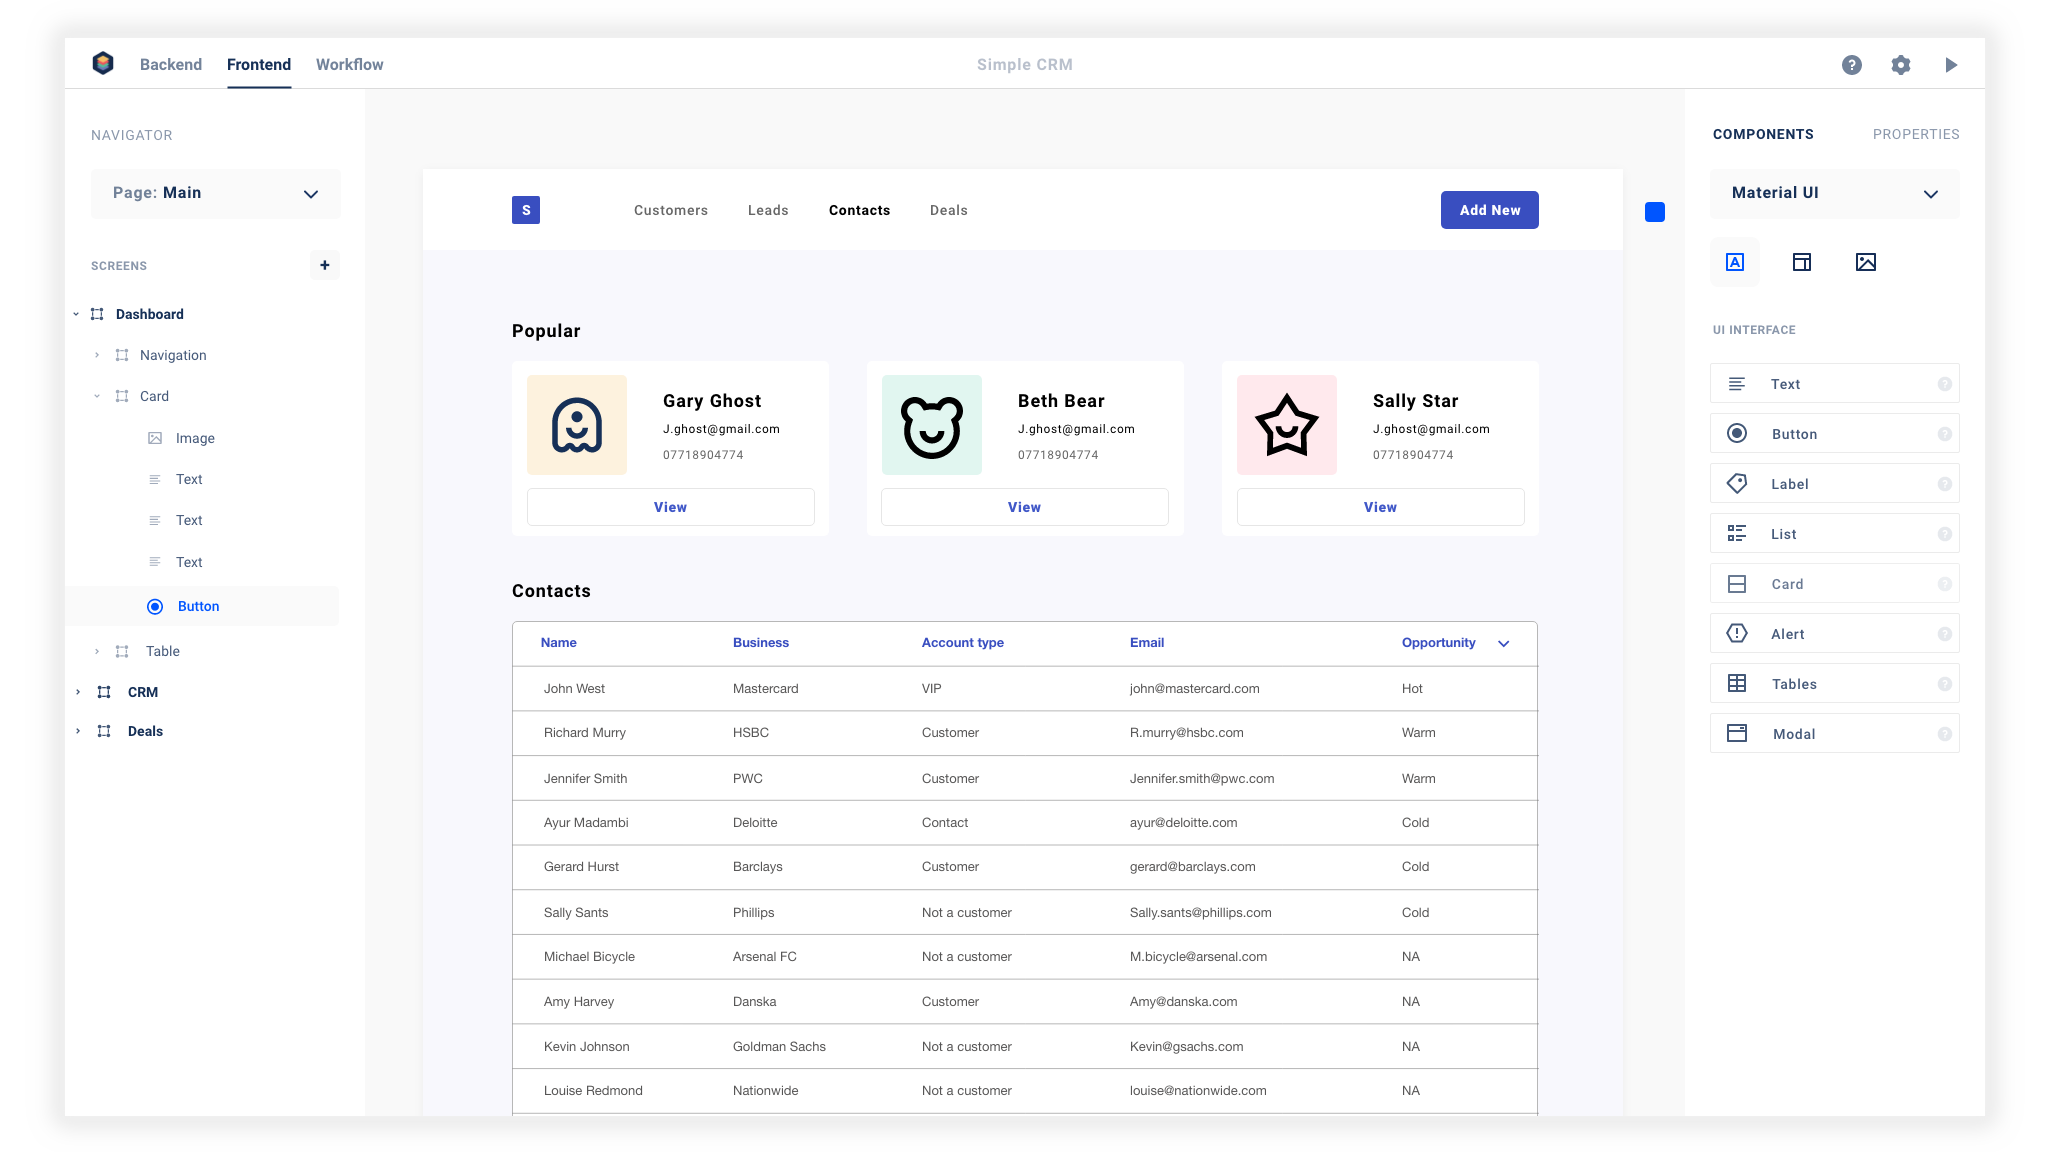 Backend Frontend Workflow Simple CRM ?
NAVIGATOR
Page: Main
SCREENS +
Dashboard
Navigation
Card
Image
Text
Text
Text
Button
Table
CRM
Deals
S Customers Leads Contacts Deals Add New
Popular
Gary Ghost
J.ghost@gmail.com
07718904774
View
Beth Bear
J.ghost@gmail.com
07718904774
View
Sally Star
J.ghost@gmail.com
07718904774
View
Contacts
Name Business Account type Email Opportunity
John West Mastercard VIP john@mastercard.com Hot
Richard Murry HSBC Customer R.murry@hsbc.com Warm
Jennifer Smith PWC Customer Jennifer.smith@pwc.com Warm
Ayur Madambi Deloitte Contact ayur@deloitte.com Cold
Gerard Hurst Barclays Customer gerard@barclays.com Cold
Sally Sants Phillips Not a customer Sally.sants@phillips.com Cold
Michael Bicycle Arsenal FC Not a customer M.bicycle@arsenal.com NA
Amy Harvey Danska Customer Amy@danska.com NA
Kevin Johnson Goldman Sachs Not a customer Kevin@gsachs.com NA
Louise Redmond Nationwide Not a customer louise@nationwide.com NA
COMPONENTS PROPERTIES
Material UI
A
UI INTERFACE
Text ?
Button ?
Label ?
List ?
Card ?
Alert ?
Tables ?
Modal ?